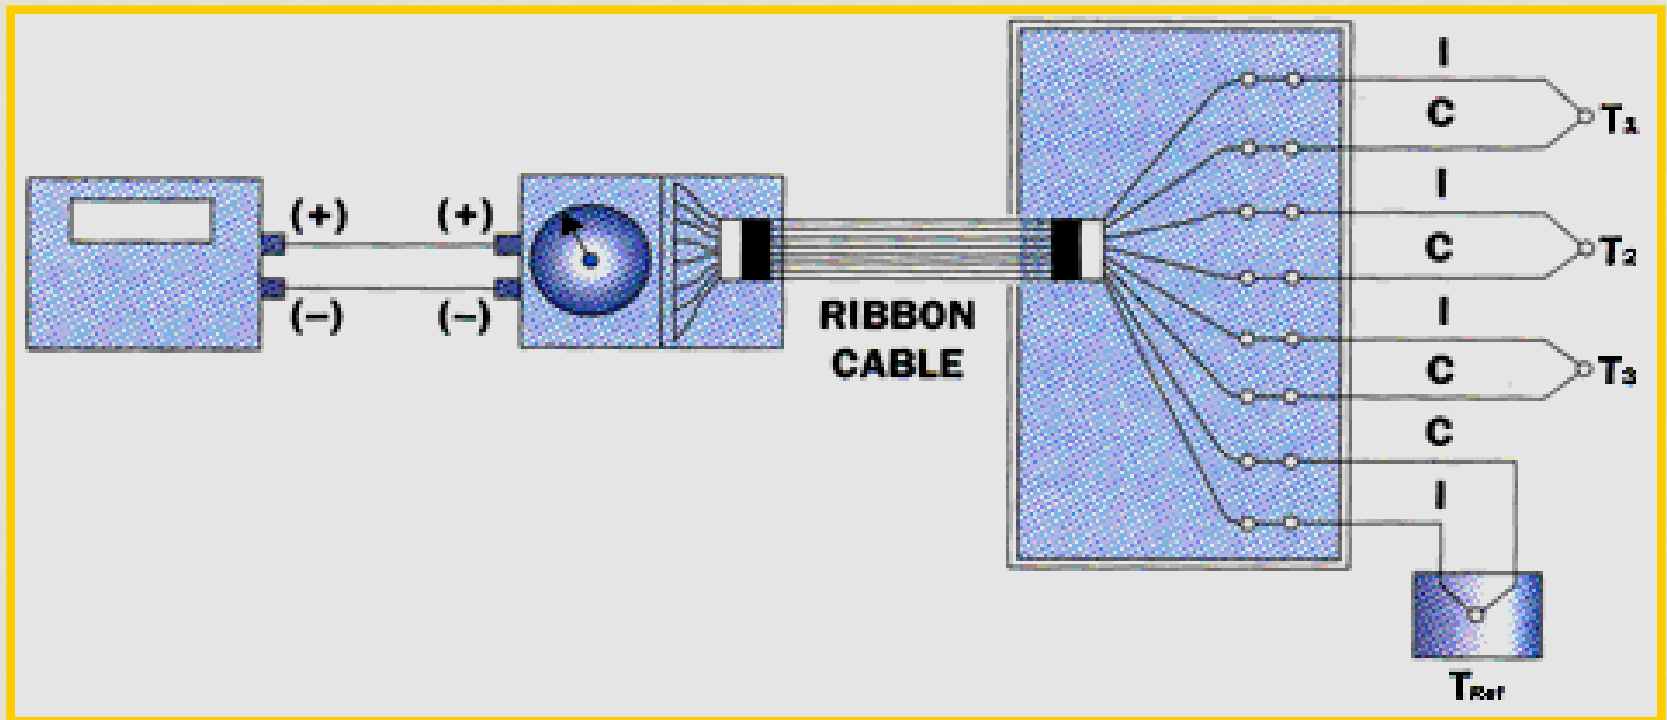 (+) (+)
(−) (−)
RIBBON
CABLE
I
C
T₁
I
C
T₂
I
C
T₃
C
I
TRef